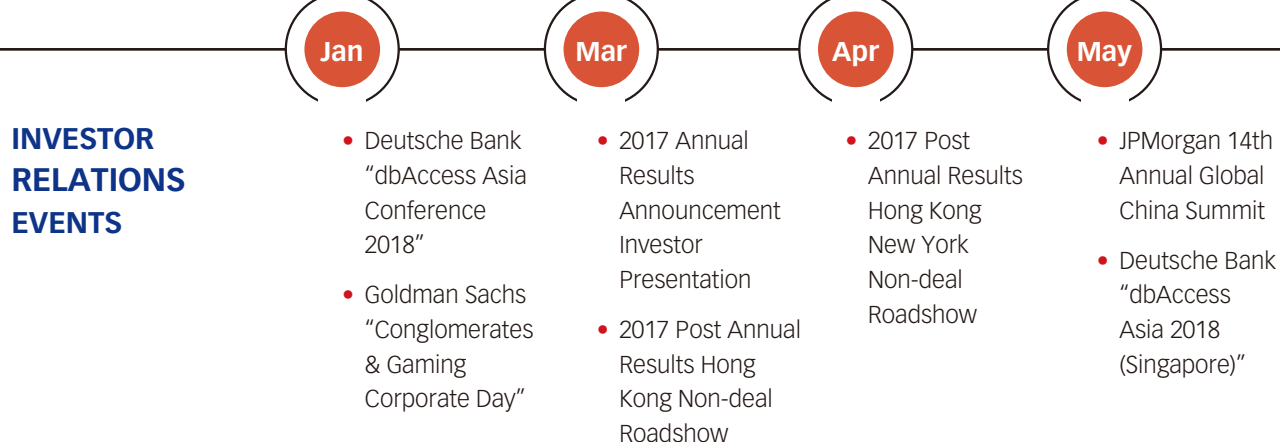 Jan
Mar
Apr
May
INVESTOR
RELATIONS
EVENTS
• Deutsche Bank
“dbAccess Asia
Conference
2018”
• Goldman Sachs
“Conglomerates
& Gaming
Corporate Day”
• 2017 Annual
Results
Announcement
Investor
Presentation
• 2017 Post Annual
Results Hong
Kong Non-deal
Roadshow
• 2017 Post
Annual Results
Hong Kong
New York
Non-deal
Roadshow
• JPMorgan 14th
Annual Global
China Summit
• Deutsche Bank
“dbAccess
Asia 2018
(Singapore)”